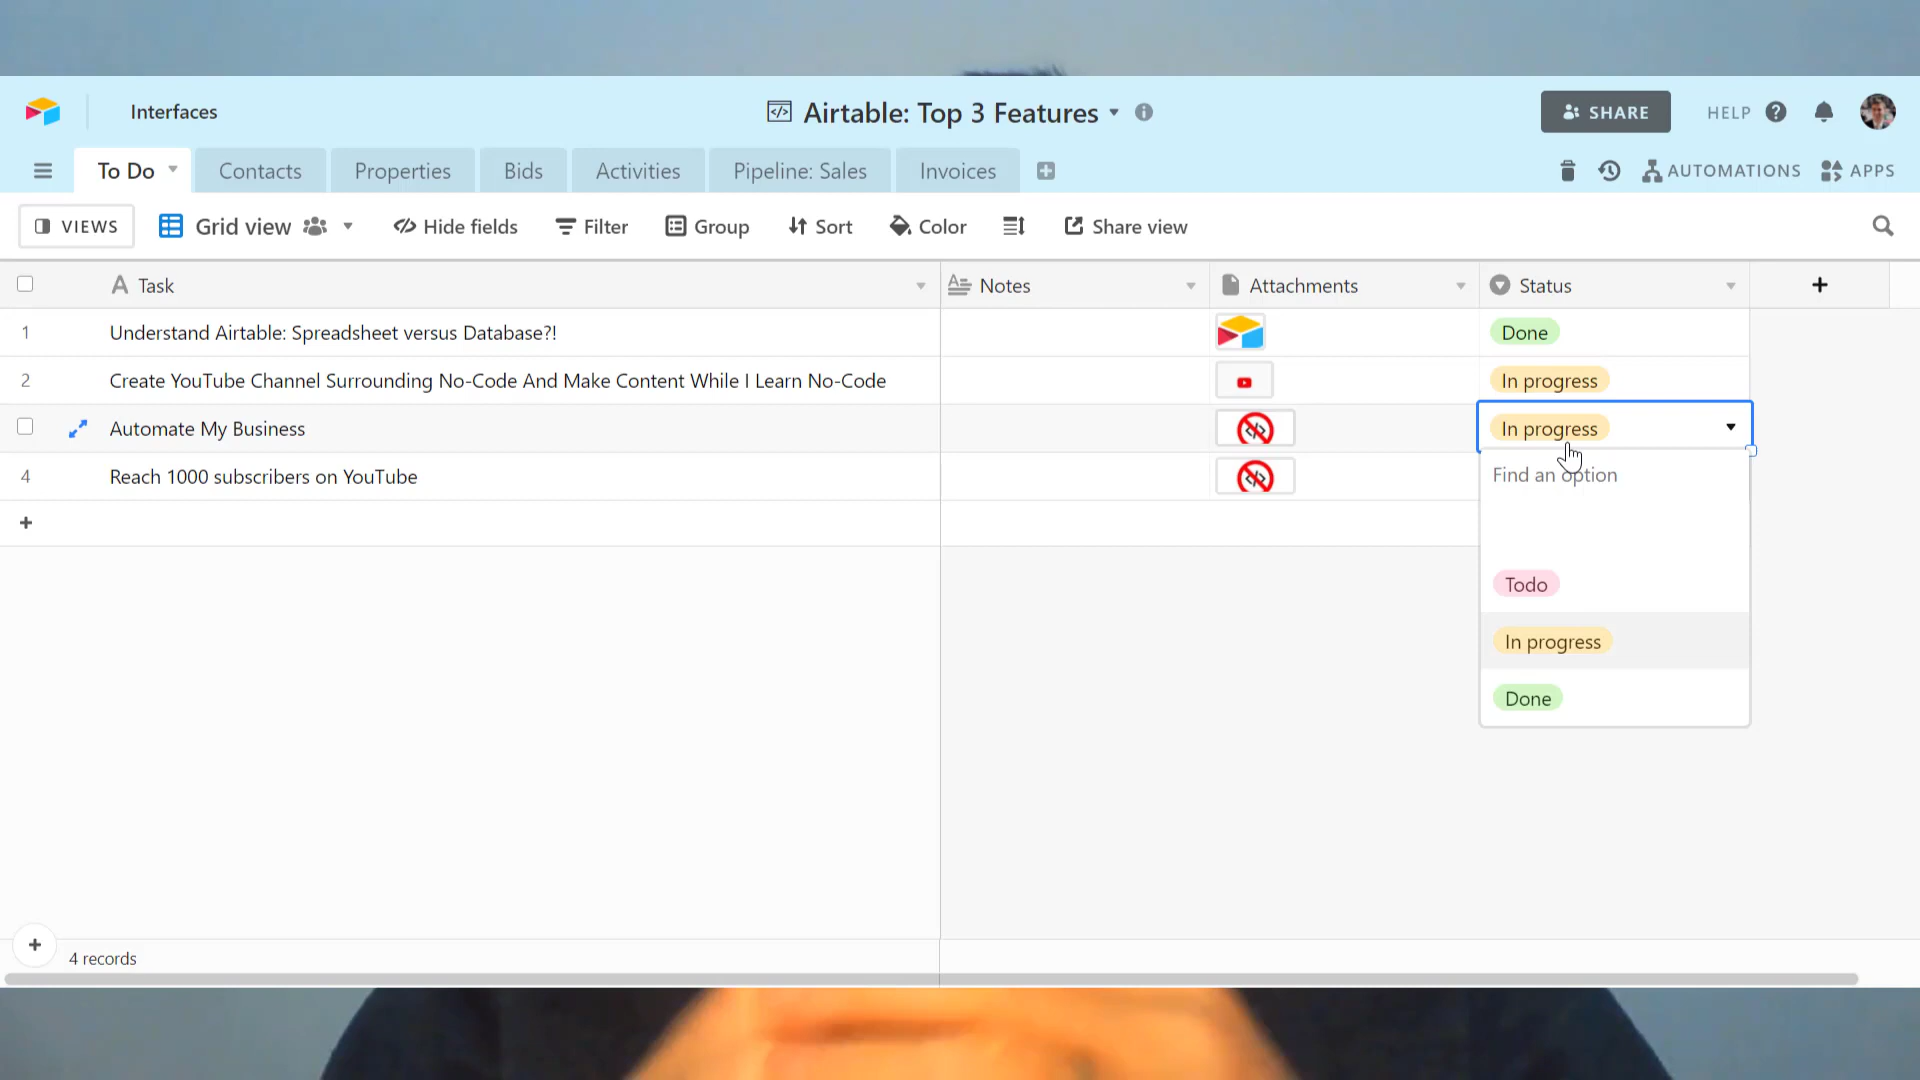 Interfaces
Airtable: Top 3 Features
SHARE
HELP
To Do
Contacts
Properties
Bids
Activities
Pipeline: Sales
Invoices
AUTOMATIONS
APPS
VIEWS
Grid view
Hide fields
Filter
Group
Sort
Color
Share view
Task
Notes
Attachments
Status
1 Understand Airtable: Spreadsheet versus Database?! Done
2 Create YouTube Channel Surrounding No-Code And Make Content While I Learn No-Code In progress
Automate My Business In progress
4 Reach 1000 subscribers on YouTube
Find an option
Todo
In progress
Done
4 records